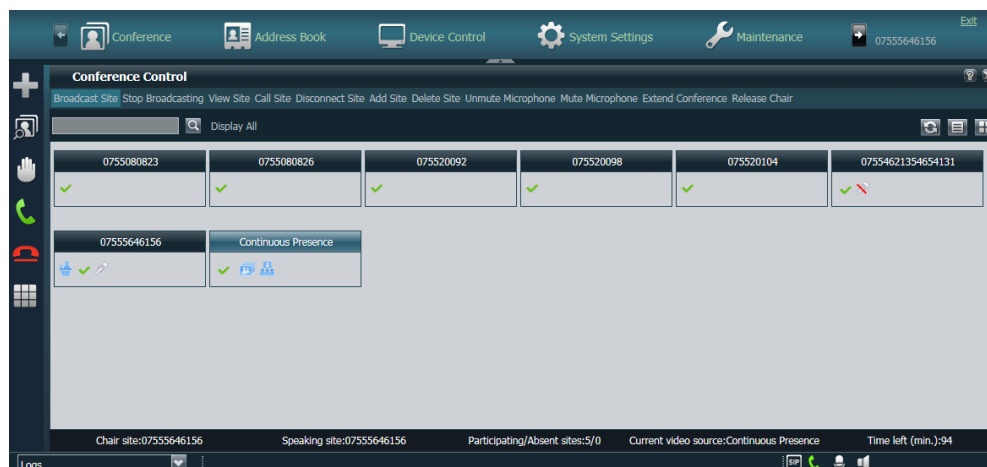 Exit
Conference Address Book Device Control System Settings Maintenance 07555646156
Conference Control ?
Broadcast Site Stop Broadcasting View Site Call Site Disconnect Site Add Site Delete Site Unmute Microphone Mute Microphone Extend Conference Release Chair
Display All
0755080823 0755080826 075520092 075520098 075520104 07554621354654131
07555646156 Continuous Presence
Chair site:07555646156 Speaking site:07555646156 Participating/Absent sites:5/0 Current video source:Continuous Presence Time left (min.):94
Logs SIP